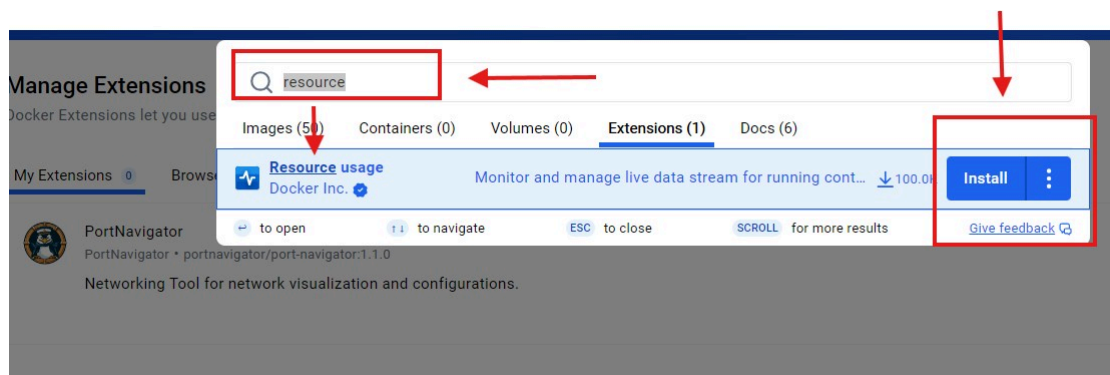 resource
Manage Extensions
Docker Extensions let you use
Images (50) Containers (0) Volumes (0) Extensions (1) Docs (6)
My Extensions 0 Brows
Resource usage
Docker Inc.
Monitor and manage live data stream for running cont... 100.0K
Install
to open to navigate ESC to close SCROLL for more results Give feedback
PortNavigator
PortNavigator • portnavigator/port-navigator:1.1.0
Networking Tool for network visualization and configurations.